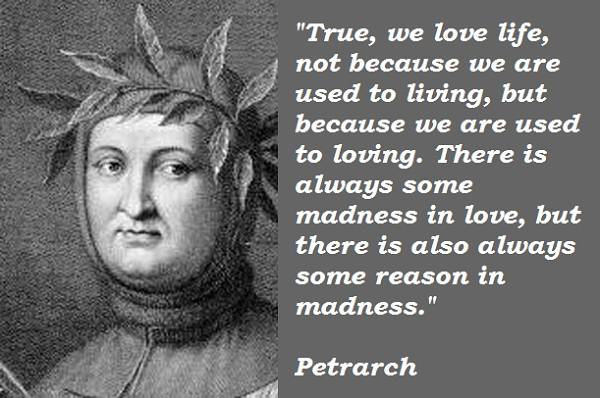 "True, we love life,
not because we are
used to living, but
because we are used
to loving. There is
always some
madness in love, but
there is also always
some reason in
madness."
Petrarch